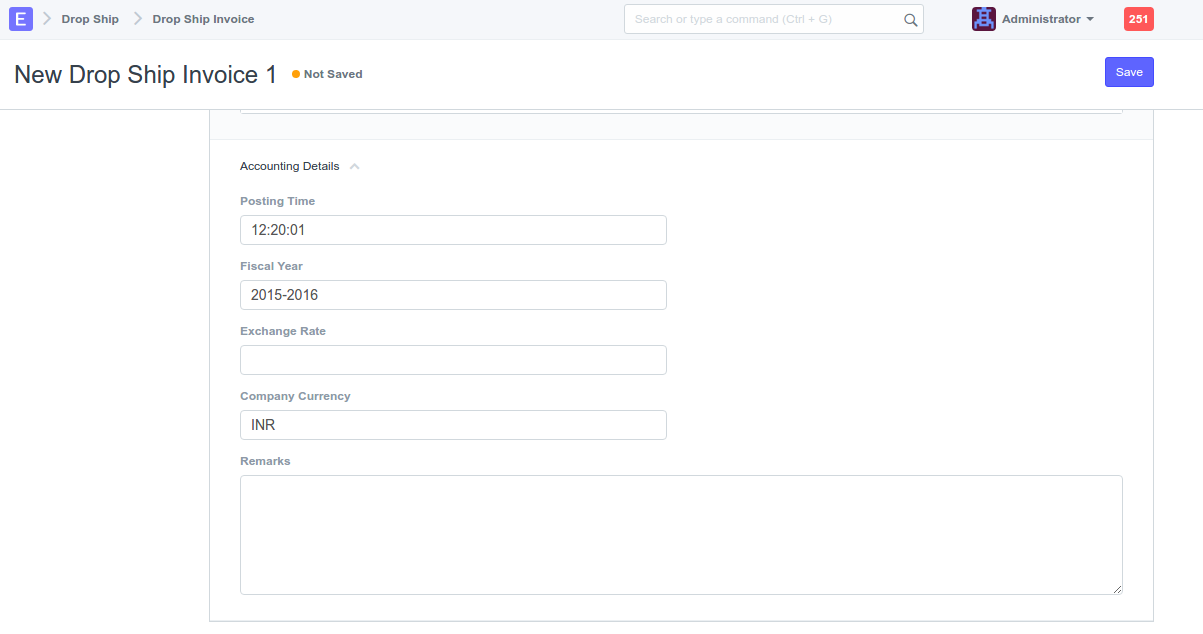 E Drop Ship Drop Ship Invoice Search or type a command (Ctrl + G) Administrator 251
New Drop Ship Invoice 1 Not Saved Save
Accounting Details
Posting Time
12:20:01
Fiscal Year
2015-2016
Exchange Rate
Company Currency
INR
Remarks